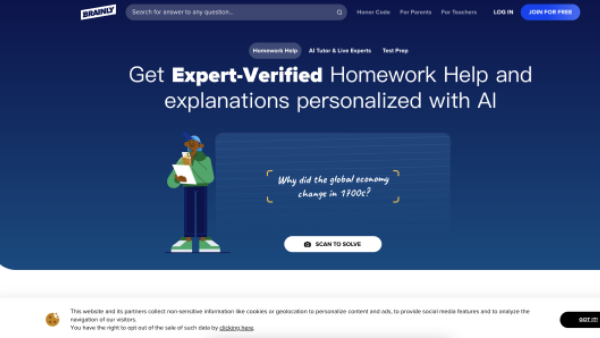 BRAINLY
Search for answer to any question...
Honor Code
For Parents
For Teachers
LOG IN
JOIN FOR FREE
Homework Help
AI Tutor & Live Experts
Test Prep
Get Expert-Verified Homework Help and
explanations personalized with AI
Why did the global economy
change in 1700s?
SCAN TO SOLVE
This website and its partners collect non-sensitive information like cookies or geolocation to personalize content and ads, to provide social media features and to analyze the
navigation of our visitors.
You have the right to opt out of the sale of such data by clicking here.
GOT IT!